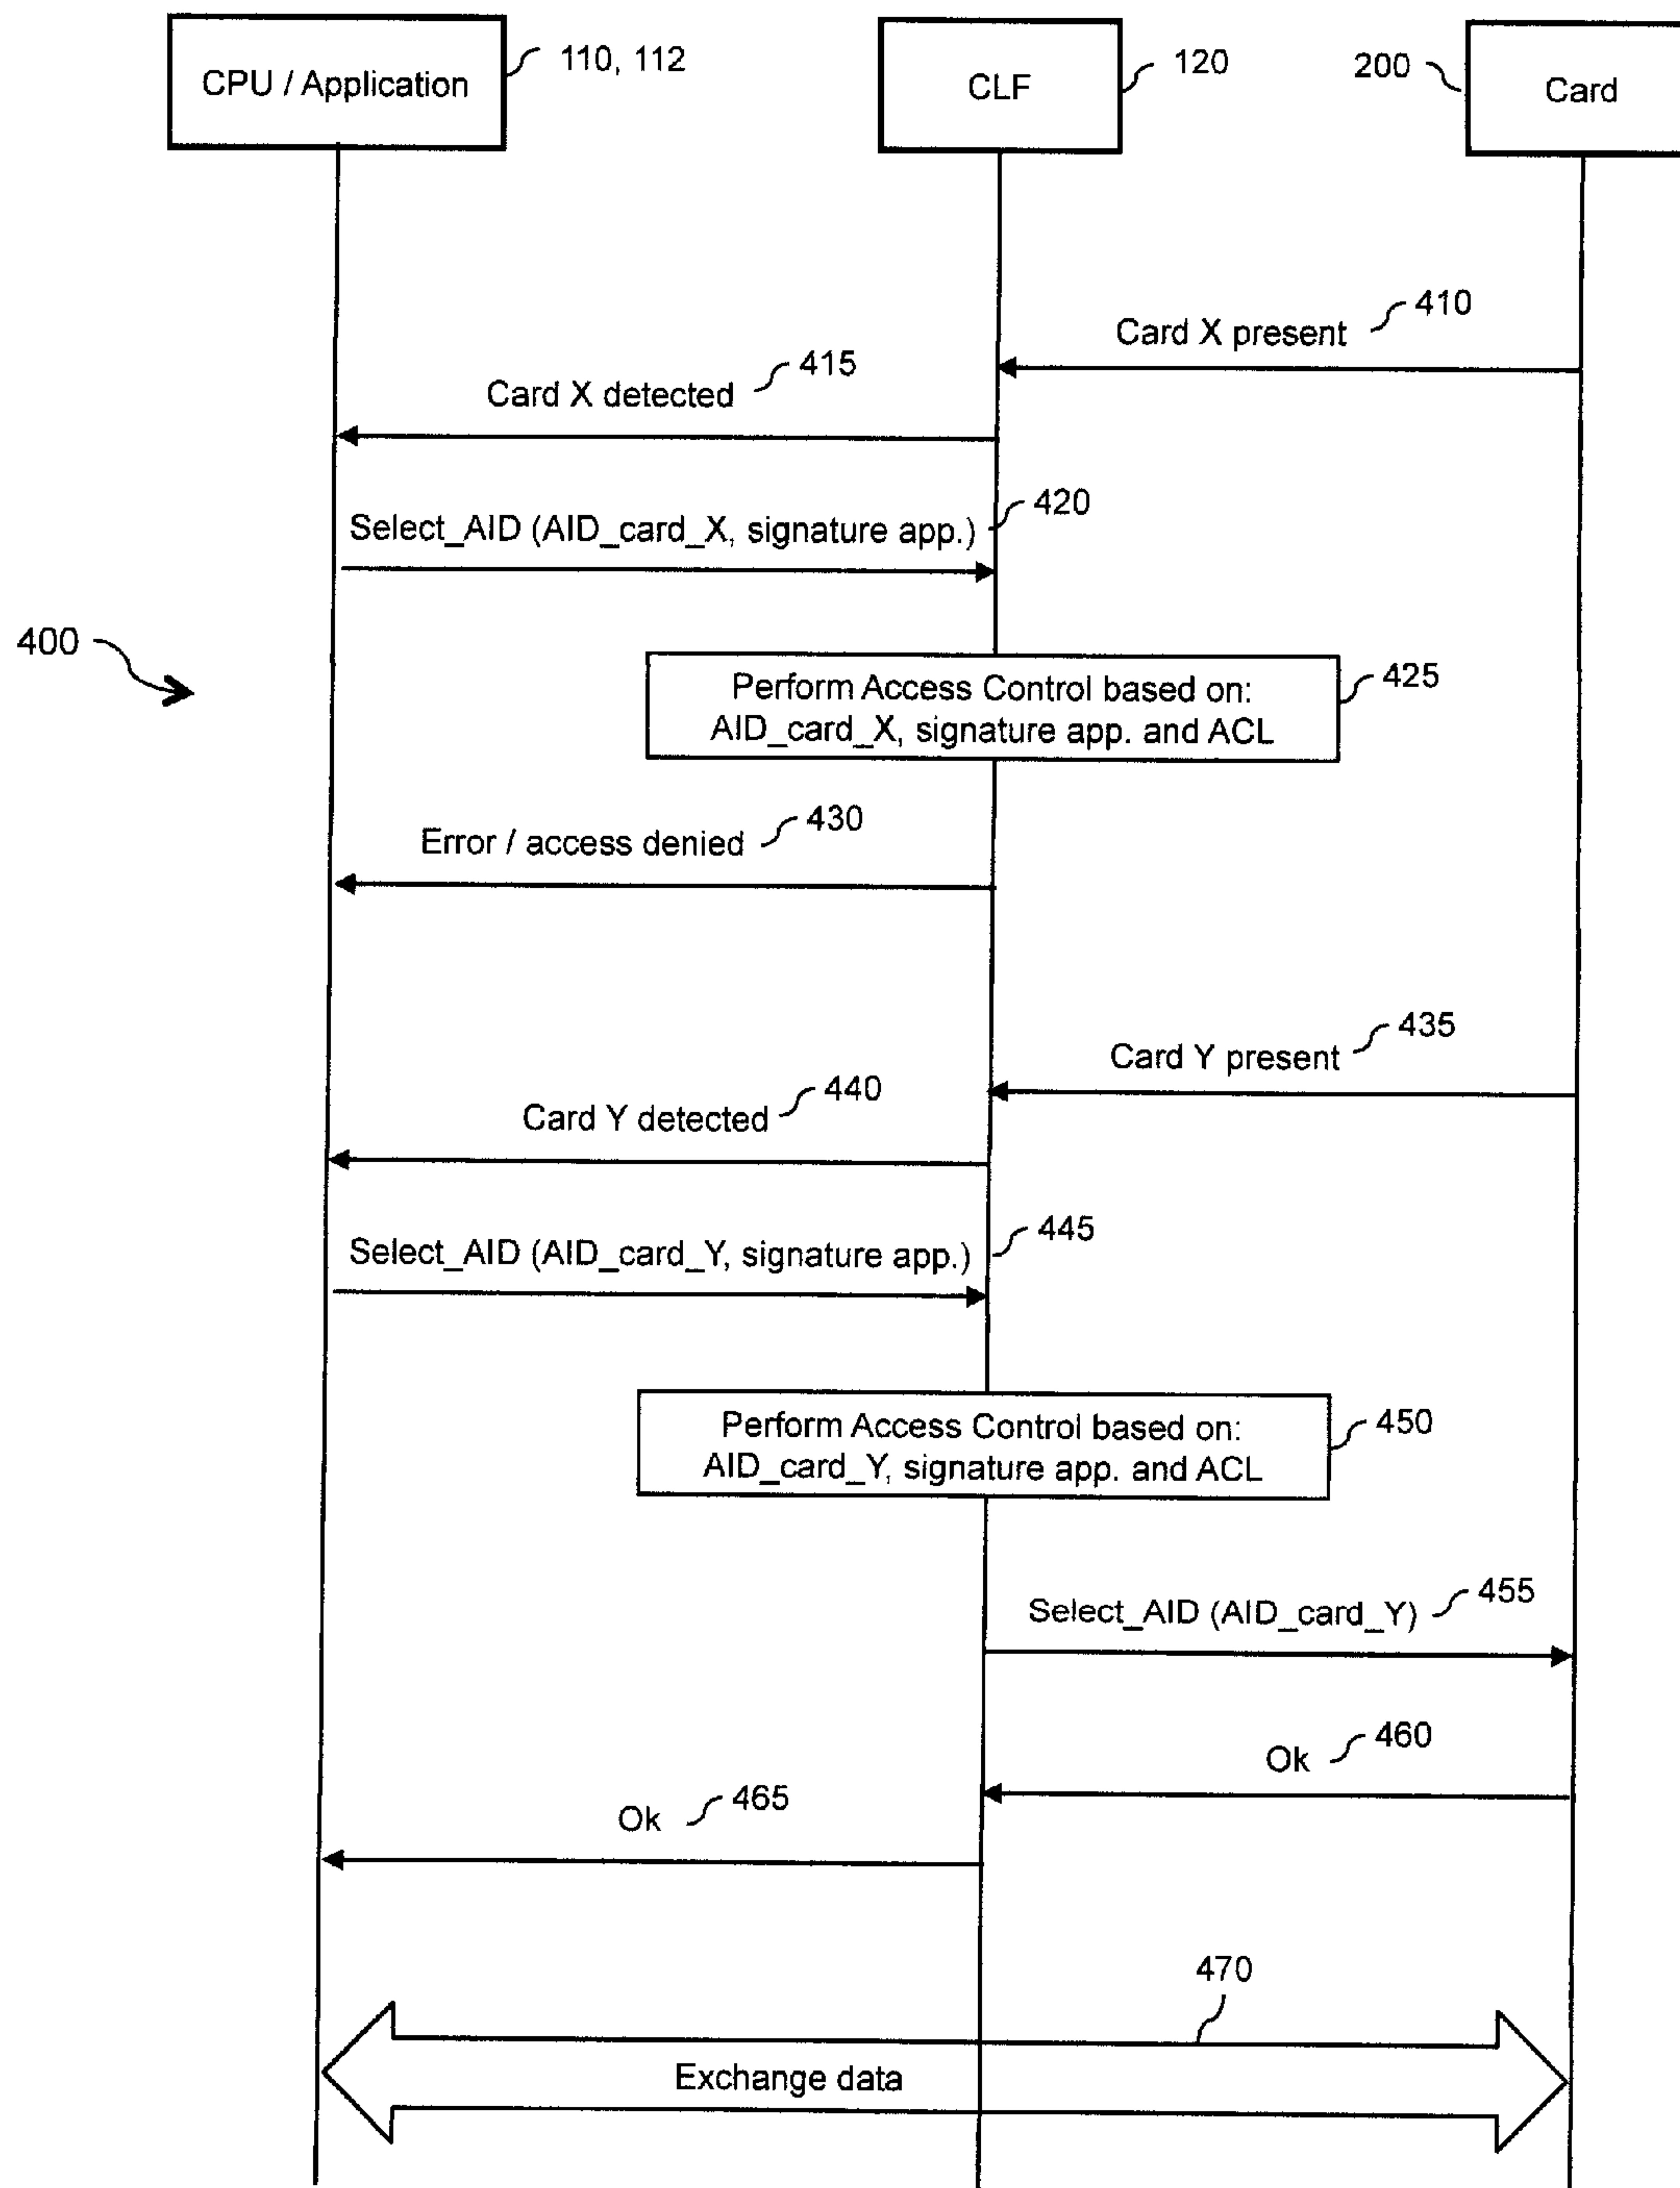 CPU / Application
110, 112
CLF
120
200
Card
Card X present
410
Card X detected
415
Select_AID (AID_card_X, signature app.)
420
400
Perform Access Control based on:
AID_card_X, signature app. and ACL
425
Error / access denied
430
Card Y present
435
Card Y detected
440
Select_AID (AID_card_Y, signature app.)
445
Perform Access Control based on:
AID_card_Y, signature app. and ACL
450
Select_AID (AID_card_Y)
455
Ok
460
Ok
465
470
Exchange data